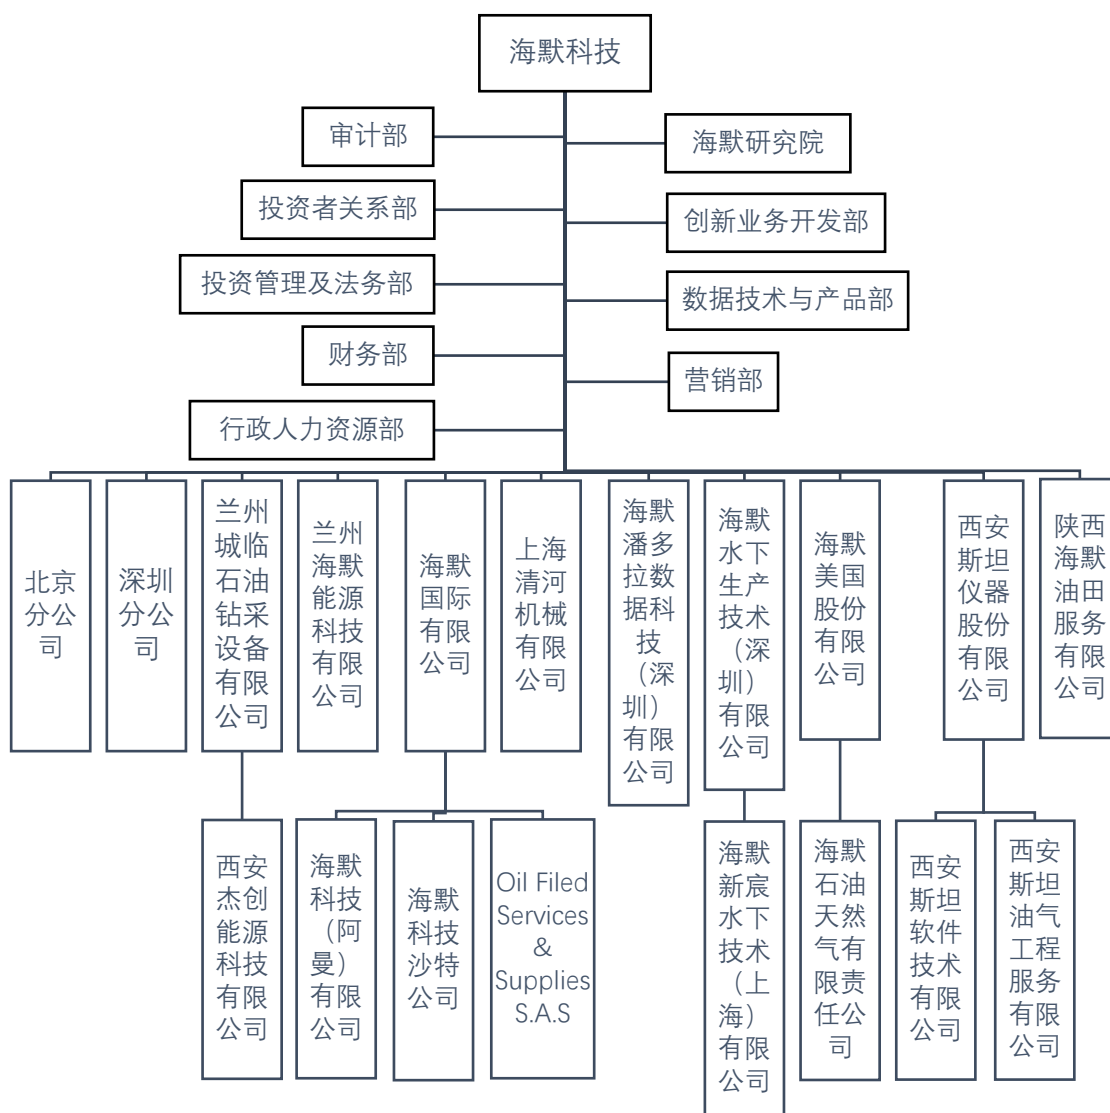 海默科技
审计部
海默研究院
投资者关系部
创新业务开发部
投资管理及法务部
数据技术与产品部
财务部
营销部
行政人力资源部
北京
分公
司
深圳
分公
司
兰州
城临
石油
钻采
设备
有限
公司
兰州
海默
能源
科技
有限
公司
海默
国际
有限
公司
上海
清河
机械
有限
公司
海默
潘多
拉数
据科
技
（深
圳）
有限
公司
海默
水下
生产
技术
（深
圳）
有限
公司
海默
美国
股份
有限
公司
西安
斯坦
仪器
股份
有限
公司
陕西
海默
油田
服务
有限
公司
西安
杰创
能源
科技
有限
公司
海默
科技
（阿
曼）
有限
公司
海默
科技
沙特
公司
Oil Filed
Services
&
Supplies
S.A.S
海默
新宸
水下
技术
（上
海）
有限
公司
海默
石油
天然
气有
限责
任公
司
西安
斯坦
软件
技术
有限
公司
西安
斯坦
油气
工程
服务
有限
公司